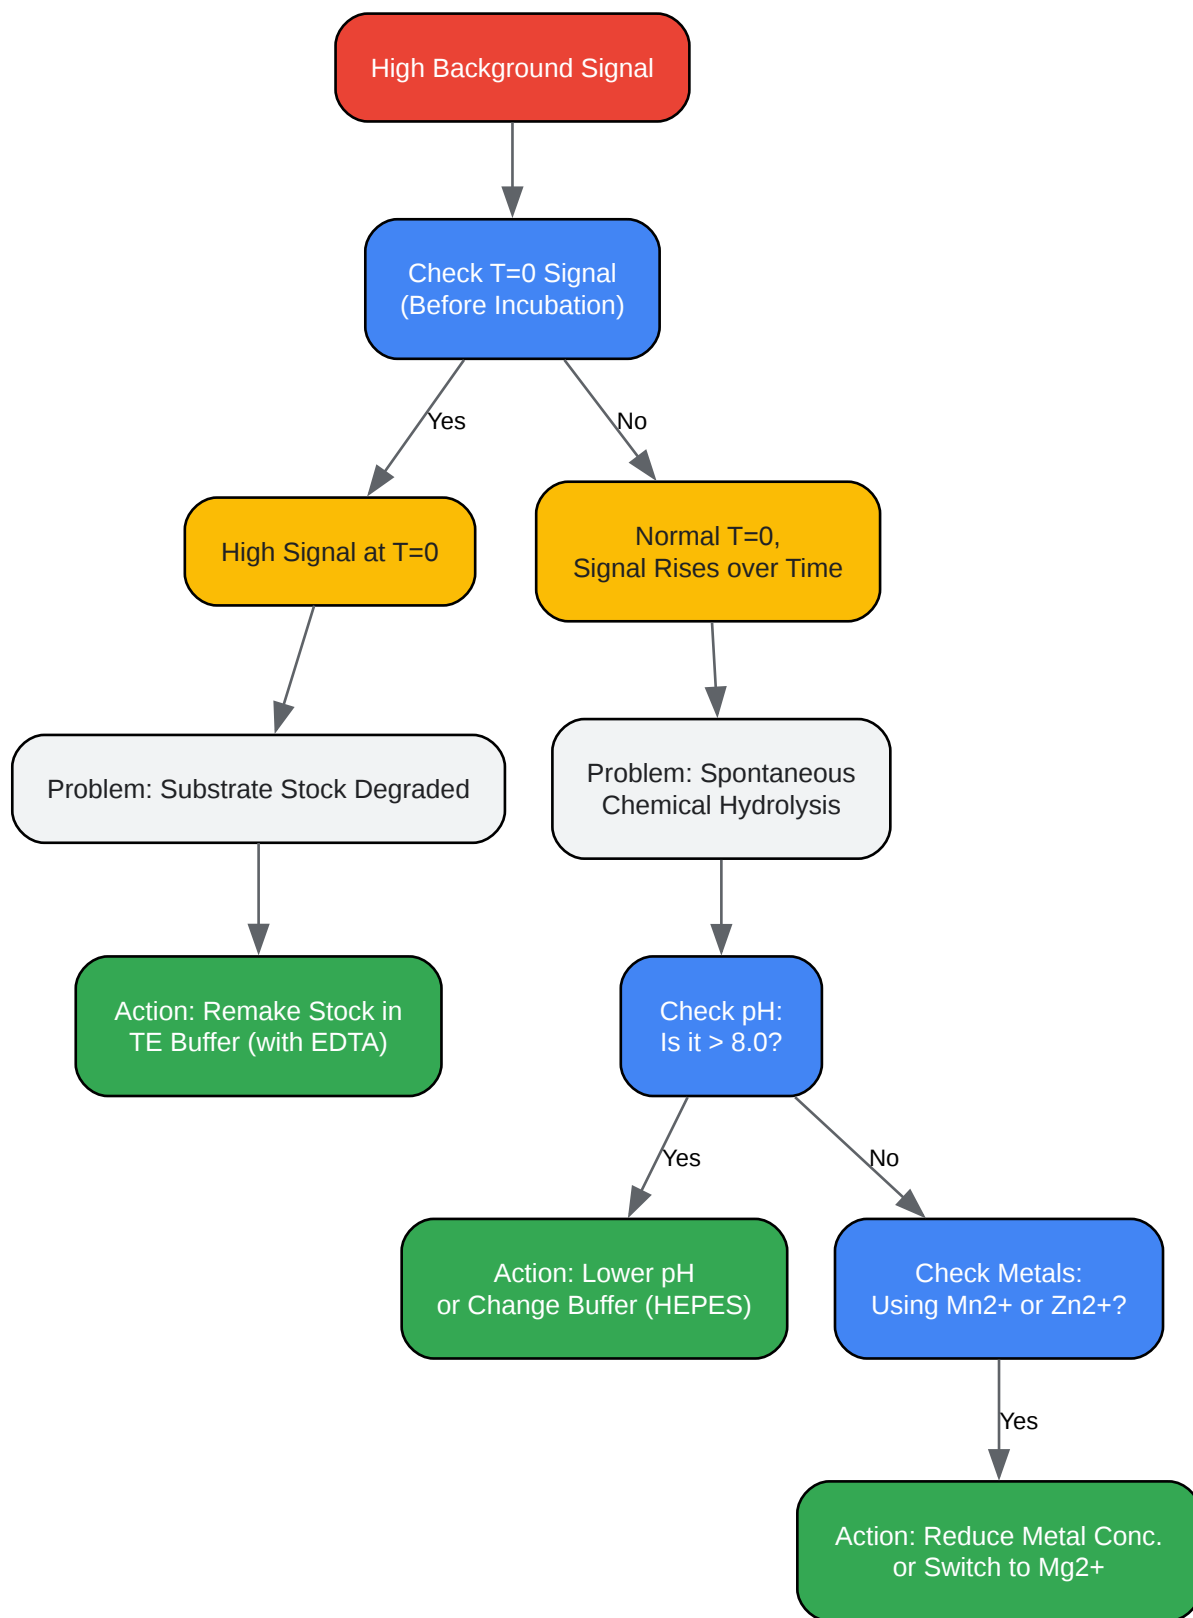 High Background Signal
Check T=0 Signal
(Before Incubation)
Yes
No
High Signal at T=0
Normal T=0,
Signal Rises over Time
Problem: Substrate Stock Degraded
Problem: Spontaneous
Chemical Hydrolysis
Action: Remake Stock in
TE Buffer (with EDTA)
Check pH:
Is it > 8.0?
Yes
No
Action: Lower pH
or Change Buffer (HEPES)
Check Metals:
Using Mn2+ or Zn2+?
Yes
Action: Reduce Metal Conc.
or Switch to Mg2+